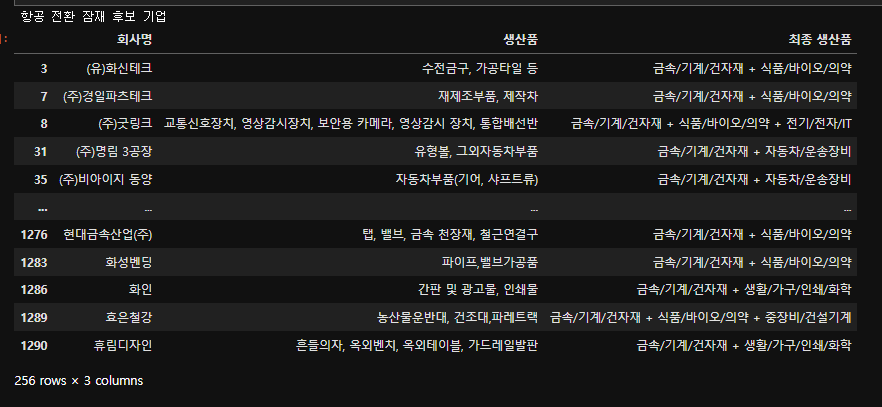 항공 전환 잠재 후보 기업
회사명 생산품 최종 생산품
3 (유)화신테크 수전금구, 가공타일 등 금속/기계/건자재 + 식품/바이오/의약
7 (주)경일파츠테크 재제조부품, 제작차 금속/기계/건자재 + 식품/바이오/의약
8 (주)굿링크 교통신호장치, 영상감시장치, 보안용 카메라, 영상감시 장치, 통합배선반 금속/기계/건자재 + 식품/바이오/의약 + 전기/전자/IT
31 (주)명림 3공장 유형볼, 그외자동차부품 금속/기계/건자재 + 자동차/운송장비
35 (주)비아이지 동양 자동차부품(기어, 샤프트류) 금속/기계/건자재 + 자동차/운송장비
... ... ... ...
1276 현대금속산업(주) 탭, 밸브, 금속 천장재, 철근연결구 금속/기계/건자재 + 식품/바이오/의약
1283 화성벤딩 파이프,밸브가공품 금속/기계/건자재 + 식품/바이오/의약
1286 화인 간판 및 광고물, 인쇄물 금속/기계/건자재 + 생활/가구/인쇄/화학
1289 효은철강 농산물운반대, 건조대,파레트랙 금속/기계/건자재 + 식품/바이오/의약 + 중장비/건설기계
1290 휴림디자인 흔들의자, 옥외벤치, 옥외테이블, 가드레일발판 금속/기계/건자재 + 생활/가구/인쇄/화학
256 rows × 3 columns